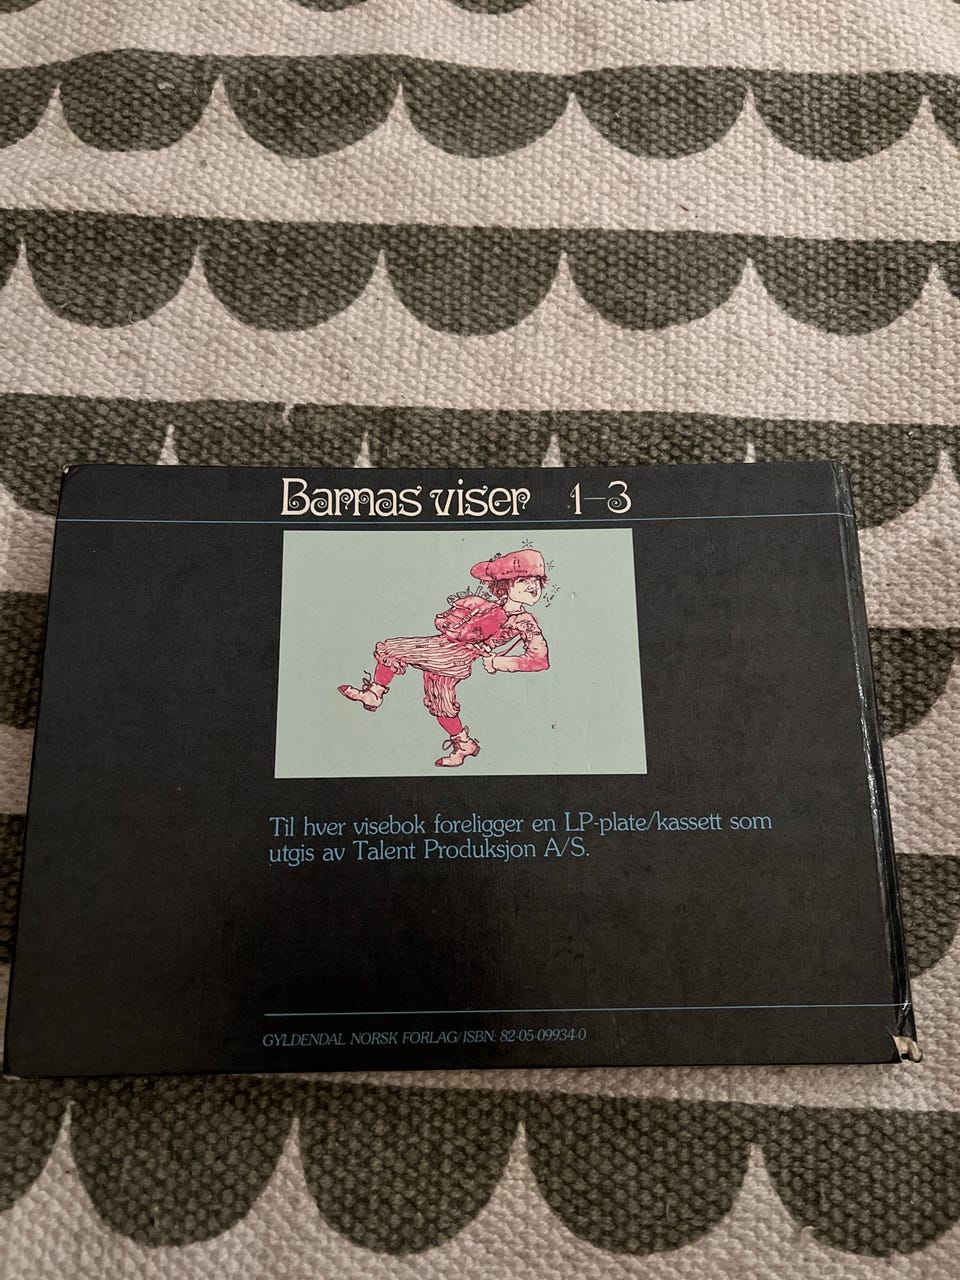 Barnas viser 1–3
Til hver visebok foreligger en LP-plate/kassett som
utgis av Talent Produksjon A/S.
GYLDENDAL NORSK FORLAG/ISBN: 82-05-09934-0